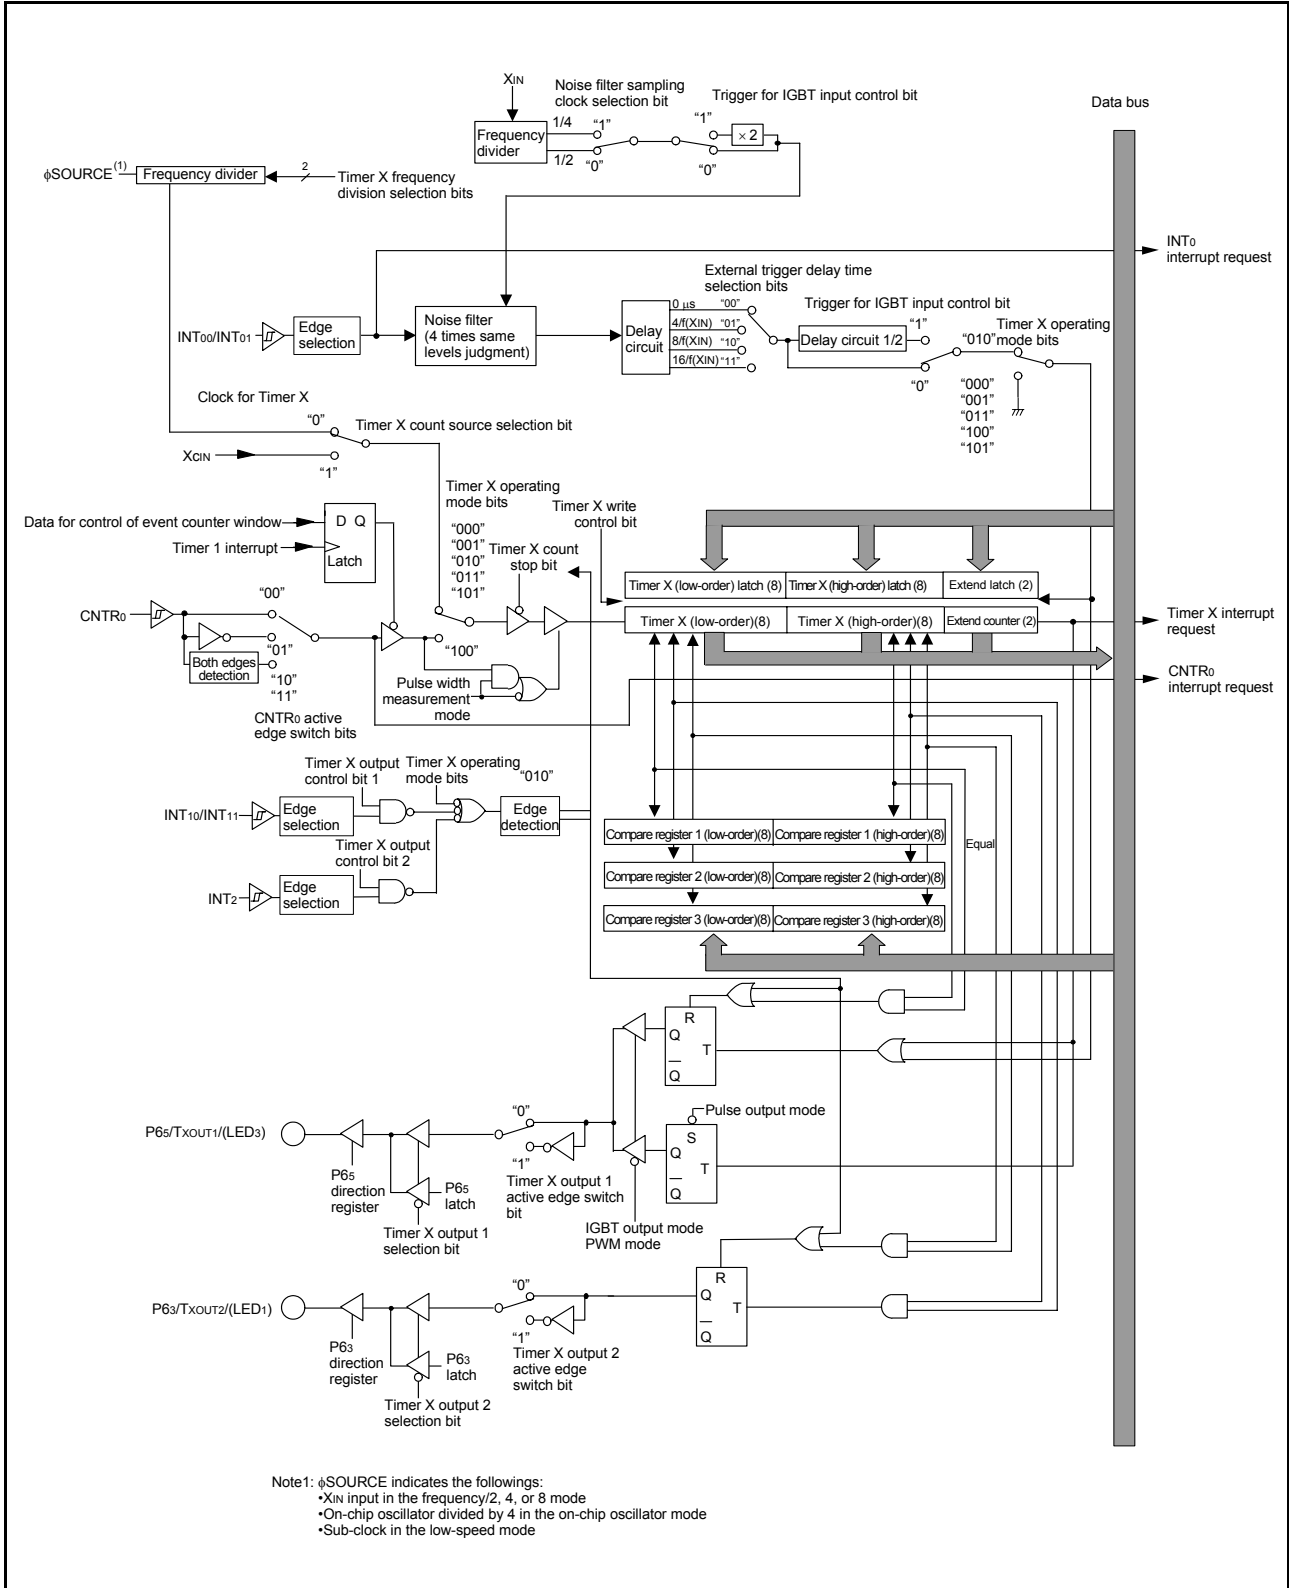 XIN
Noise filter sampling
clock selection bit
Trigger for IGBT input control bit
Data bus
1/4
“1”
“1”
Frequency
divider
× 2
1/2
“0”
“0”
ϕSOURCE (1)
Frequency divider
2
Timer X frequency
division selection bits
INT0
interrupt request
External trigger delay time
selection bits
Trigger for IGBT input control bit
INT00/INT01
Edge
selection
Noise filter
(4 times same
levels judgment)
Delay
circuit
0 μs “00”
4/f(XIN) “01”
8/f(XIN) “10”
16/f(XIN) “11”
“1”
Delay circuit 1/2
“0”
Timer X operating
mode bits
“010”
“000”
“001”
“011”
“100”
“101”
Clock for Timer X
“0”
Timer X count source selection bit
XCIN
“1”
Timer X operating
mode bits
“000”
“001”
“010”
“011”
“101”
Timer X write
control bit
Timer X count
stop bit
Data for control of event counter window
D Q
Timer 1 interrupt
Latch
Timer X (low-order) latch (8)
Timer X (high-order) latch (8)
Extend latch (2)
“00”
CNTR0
Timer X (low-order)(8)
Timer X (high-order)(8)
Extend counter (2)
Timer X interrupt
request
“01”
“100”
Both edges
detection
“10”
“11”
Pulse width
measurement
mode
CNTR0
interrupt request
CNTR0 active
edge switch bits
Timer X output
control bit 1
Timer X operating
mode bits
“010”
INT10/INT11
Edge
selection
Edge
detection
Compare register 1 (low-order)(8)
Compare register 1 (high-order)(8)
Equal
Timer X output
control bit 2
Compare register 2 (low-order)(8)
Compare register 2 (high-order)(8)
INT2
Edge
selection
Compare register 3 (low-order)(8)
Compare register 3 (high-order)(8)
R
Q
T
Q
Pulse output mode
“0”
S
P65/TXOUT1/(LED3)
Q
T
“1”
Q
P65
direction
register
P65
latch
Timer X output 1
active edge switch
bit
Timer X output 1
selection bit
IGBT output mode
PWM mode
“0”
R
P63/TXOUT2/(LED1)
Q
T
“1”
Q
P63
direction
register
P63
latch
Timer X output 2
active edge
switch bit
Timer X output 2
selection bit
Note1: ϕSOURCE indicates the followings:
•XIN input in the frequency/2, 4, or 8 mode
•On-chip oscillator divided by 4 in the on-chip oscillator mode
•Sub-clock in the low-speed mode